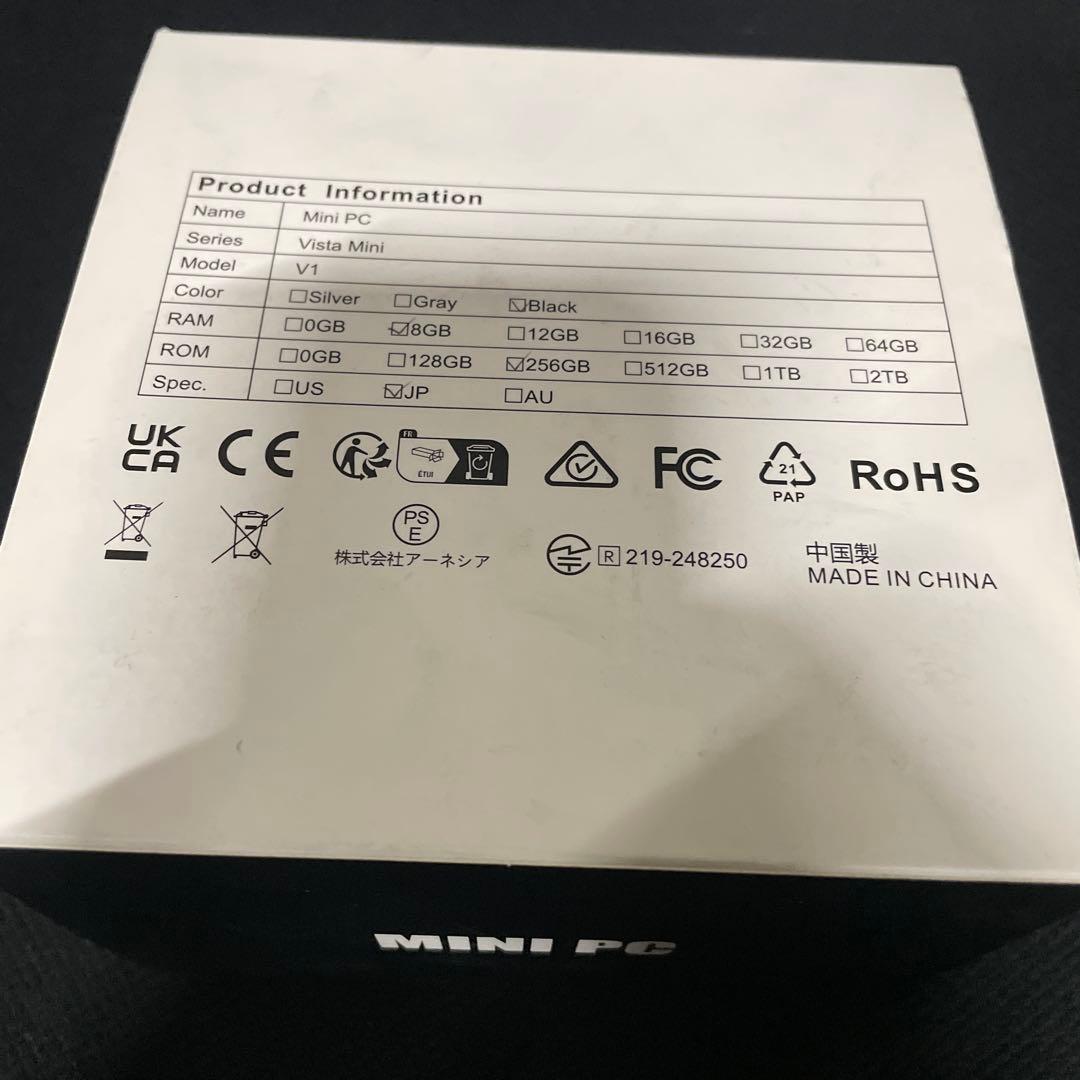 Product Information
Name Mini PC
Series Vista Mini
Model V1
Color ☐Silver ☐Gray ☑Black
RAM ☐0GB ☑8GB ☐12GB ☐16GB ☐32GB ☐64GB
ROM ☐0GB ☐128GB ☑256GB ☐512GB ☐1TB ☐2TB
Spec. ☐US ☑JP ☐AU
UK
CA
CE
FR
ÉTUI
FC
21
PAP
RoHS
PS
E
株式会社アーネシア
R 219-248250
中国製
MADE IN CHINA
MINI PC